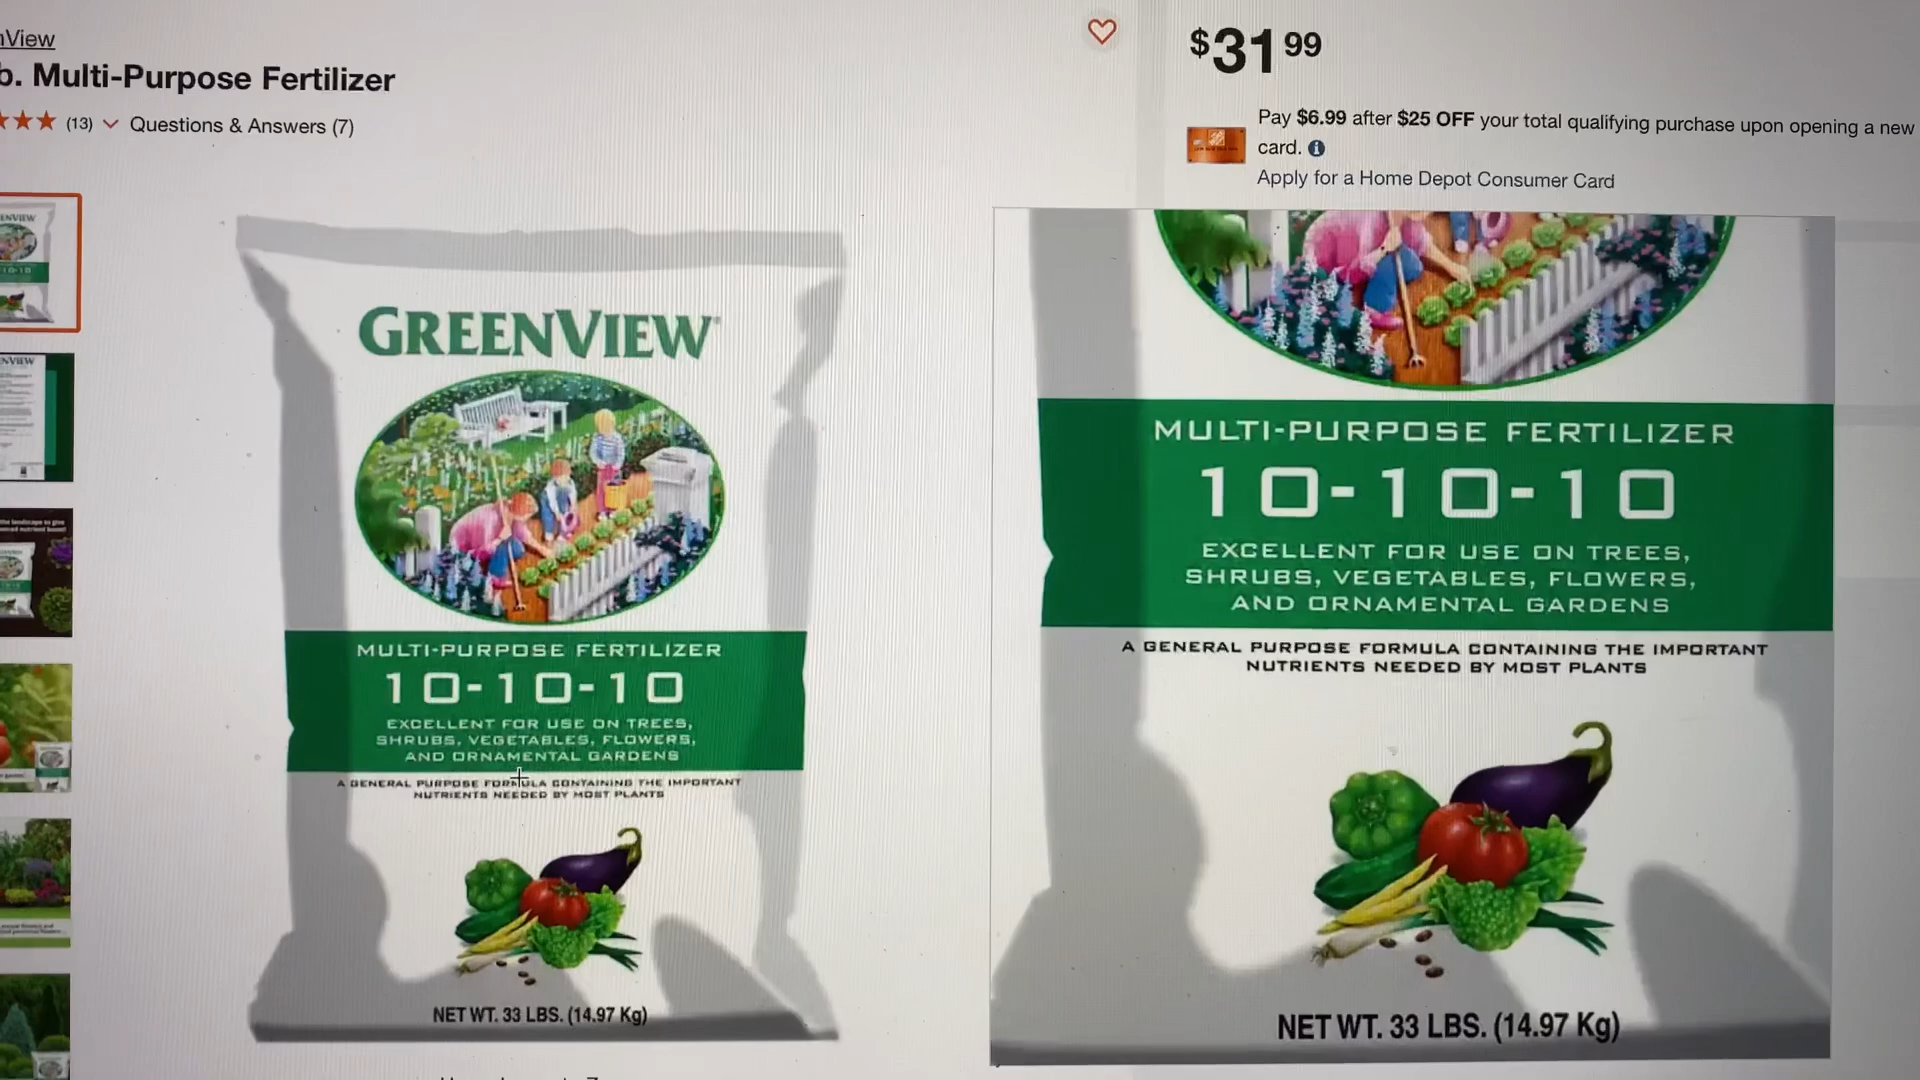 nView
b. Multi-Purpose Fertilizer
(13) Questions & Answers (7)
$31 99
Pay $6.99 after $25 OFF your total qualifying purchase upon opening a new
card.
Apply for a Home Depot Consumer Card
GREENVIEW
MULTI-PURPOSE FERTILIZER
10-10-10
EXCELLENT FOR USE ON TREES,
SHRUBS, VEGETABLES, FLOWERS,
AND ORNAMENTAL GARDENS
A GENERAL PURPOSE FORMULA CONTAINING THE IMPORTANT
NUTRIENTS NEEDED BY MOST PLANTS
NET WT. 33 LBS. (14.97 Kg)
MULTI-PURPOSE FERTILIZER
10-10-10
EXCELLENT FOR USE ON TREES,
SHRUBS, VEGETABLES, FLOWERS,
AND ORNAMENTAL GARDENS
A GENERAL PURPOSE FORMULA CONTAINING THE IMPORTANT
NUTRIENTS NEEDED BY MOST PLANTS
NET WT. 33 LBS. (14.97 Kg)